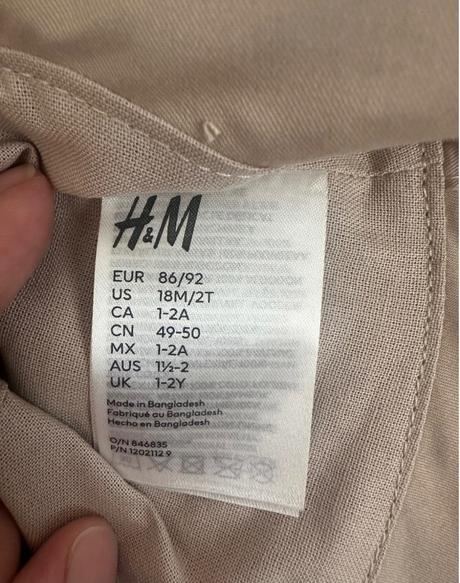 H&M
EUR 86/92
US 18M/2T
CA 1-2A
CN 49-50
MX 1-2A
AUS 1½-2
UK 1-2Y
Made in Bangladesh
Fabriqué au Bangladesh
Hecho en Bangladesh
O/N 846835
P/N 1202112 9